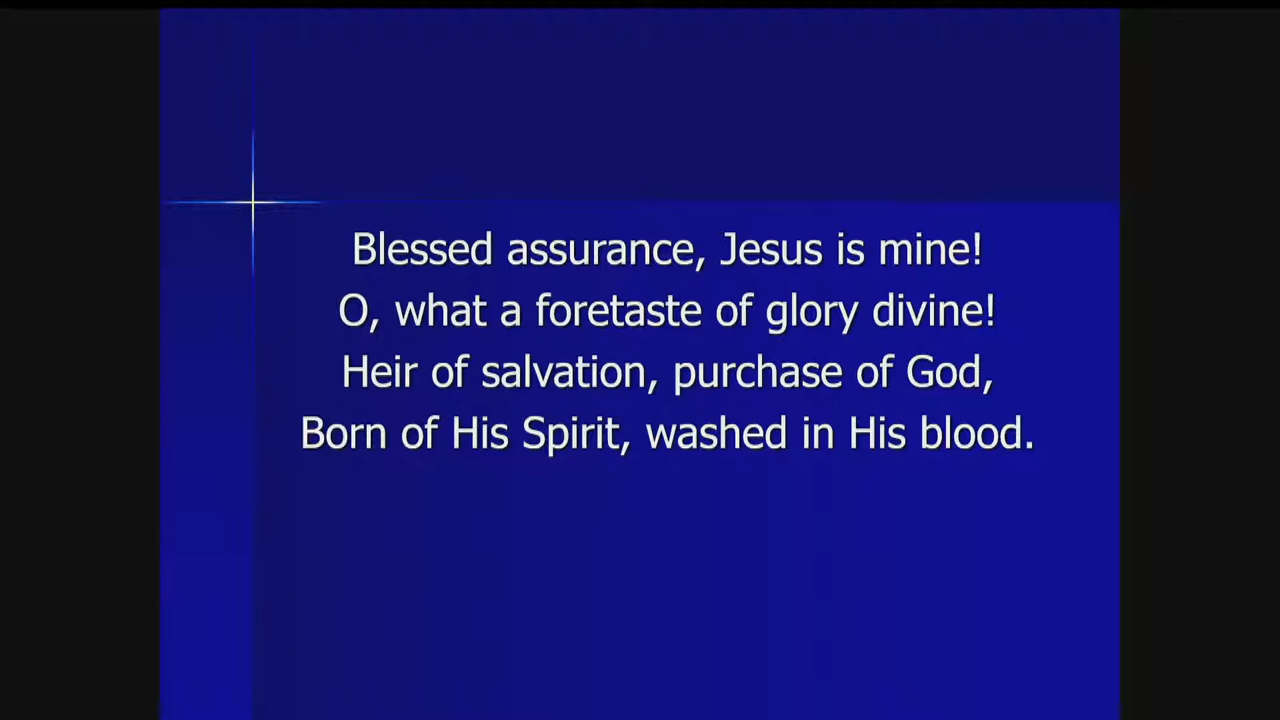 Blessed assurance, Jesus is mine!
O, what a foretaste of glory divine!
Heir of salvation, purchase of God,
Born of His Spirit, washed in His blood.